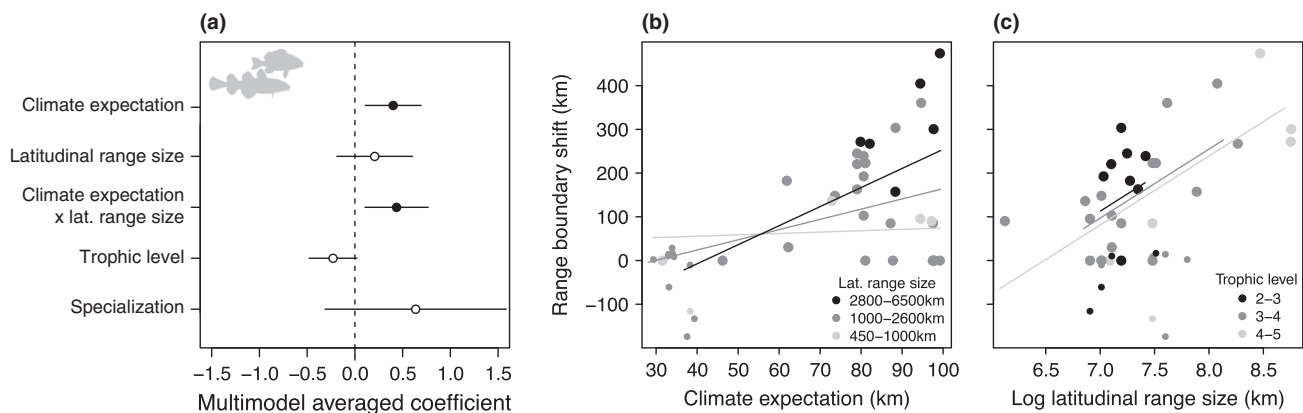 (a)
Climate expectation
Latitudinal range size
Climate expectation
x lat. range size
Trophic level
Specialization
−1.5 −1.0 −0.5 0.0 0.5 1.0 1.5
Multimodel averaged coefficient
(b)
Range boundary shift (km)
400
300
200
100
0
−100
Lat. range size
2800−6500km
1000−2600km
450−1000km
30 40 50 60 70 80 90 100
Climate expectation (km)
(c)
Trophic level
2−3
3−4
4−5
6.5 7.0 7.5 8.0 8.5
Log latitudinal range size (km)